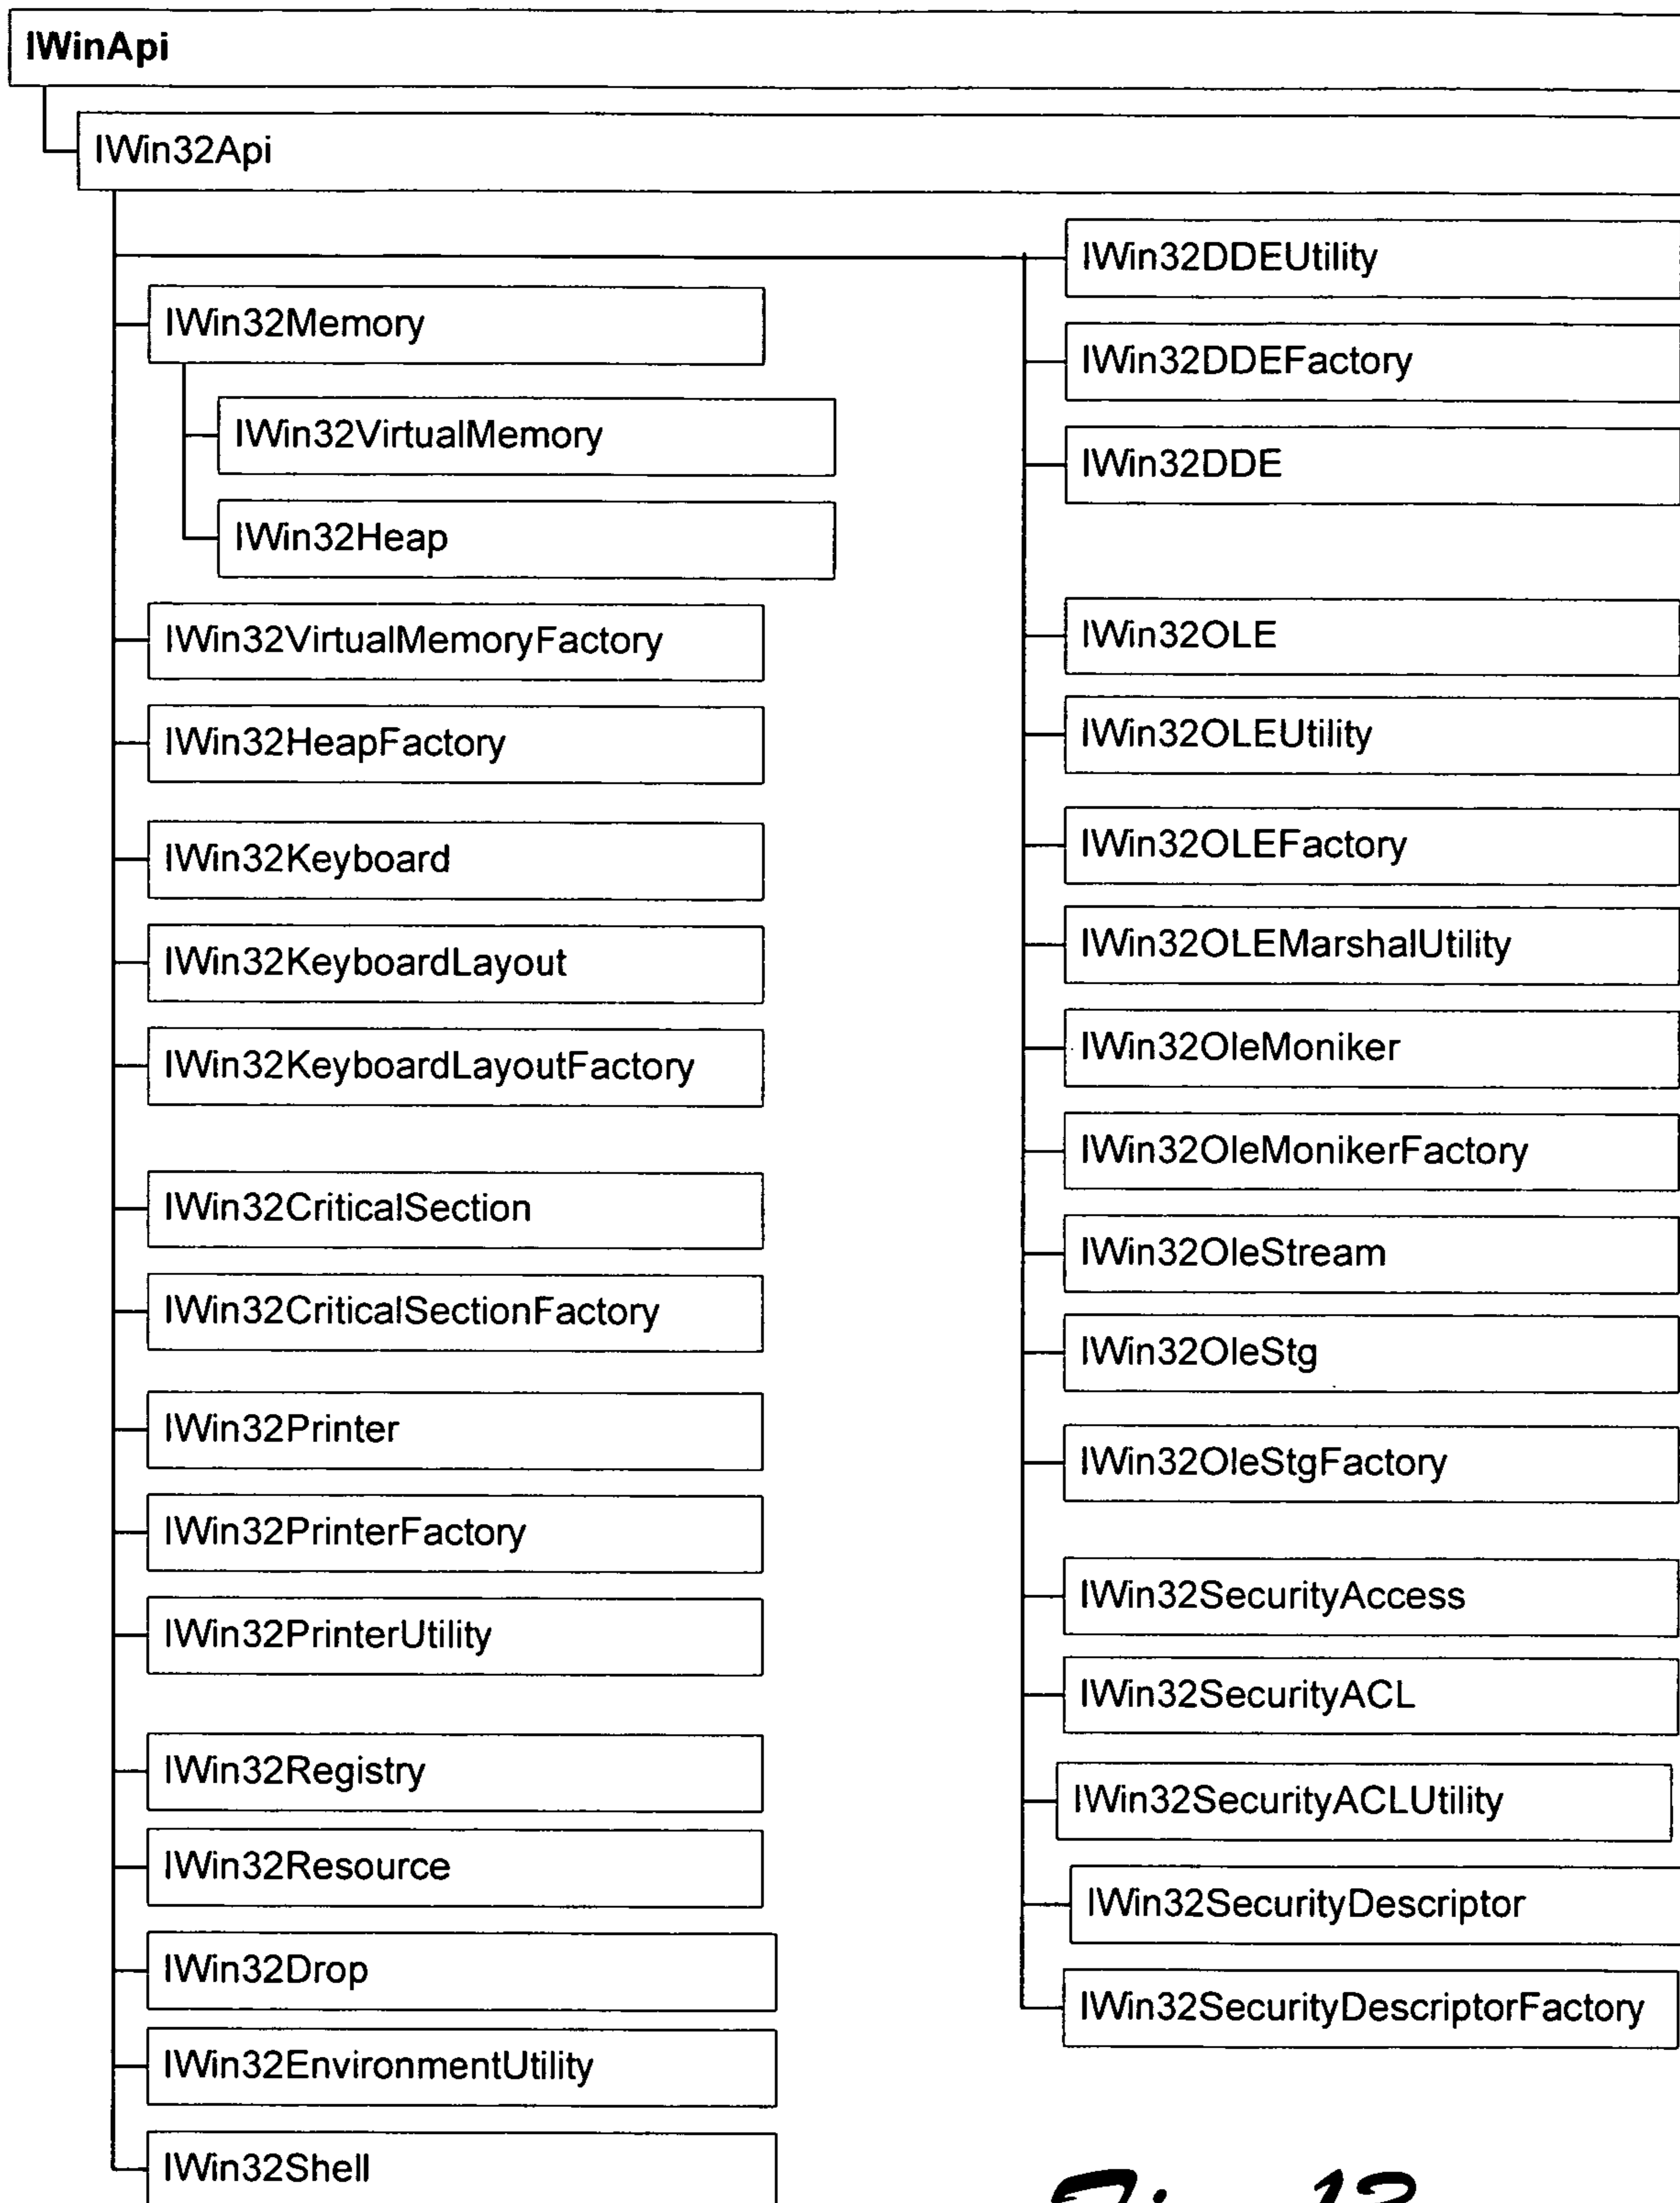 IWinApi
IWin32Api
IWin32Memory
IWin32VirtualMemory
IWin32Heap
IWin32VirtualMemoryFactory
IWin32HeapFactory
IWin32Keyboard
IWin32KeyboardLayout
IWin32KeyboardLayoutFactory
IWin32CriticalSection
IWin32CriticalSectionFactory
IWin32Printer
IWin32PrinterFactory
IWin32PrinterUtility
IWin32Registry
IWin32Resource
IWin32Drop
IWin32EnvironmentUtility
IWin32Shell
IWin32DDEUtility
IWin32DDEFactory
IWin32DDE
IWin32OLE
IWin32OLEUtility
IWin32OLEFactory
IWin32OLEMarshalUtility
IWin32OleMoniker
IWin32OleMonikerFactory
IWin32OleStream
IWin32OleStg
IWin32OleStgFactory
IWin32SecurityAccess
IWin32SecurityACL
IWin32SecurityACLUtility
IWin32SecurityDescriptor
IWin32SecurityDescriptorFactory